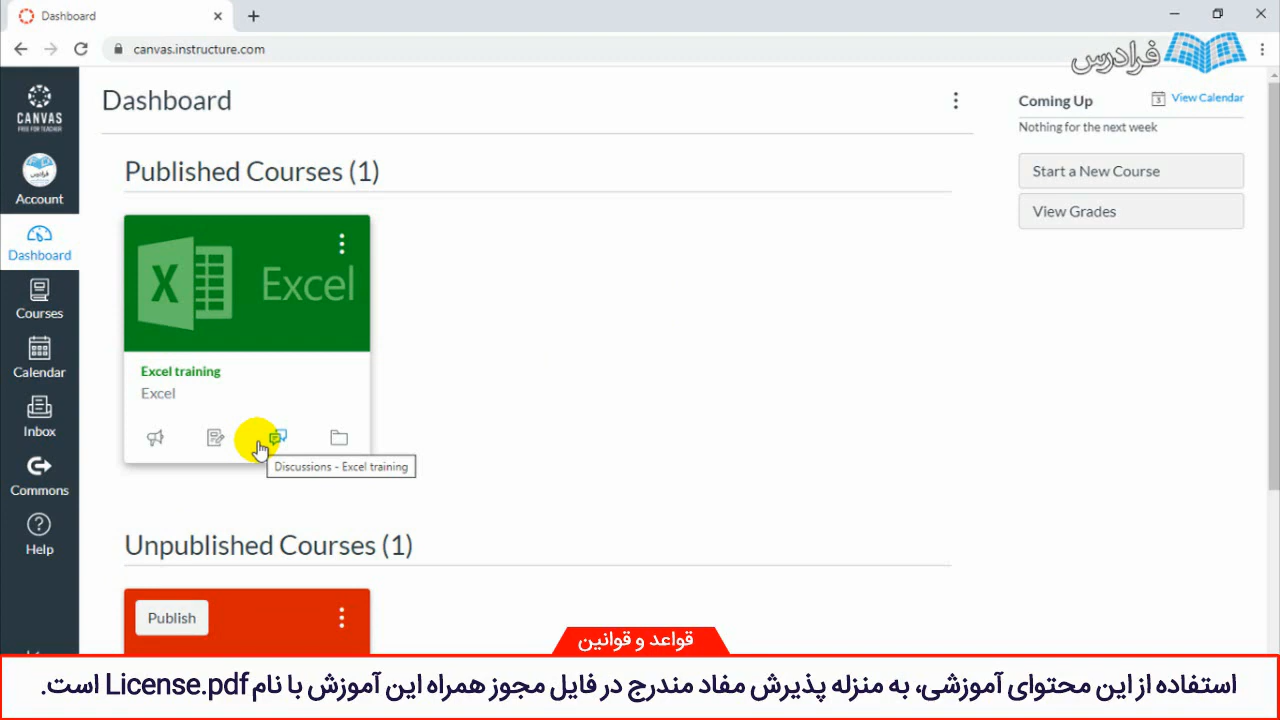 Dashboard
canvas.instructure.com
فرادرس
CANVAS
FREE FOR TEACHER
Account
Dashboard
Courses
Calendar
Inbox
Commons
Help
Dashboard
Published Courses (1)
Excel
Excel training
Excel
Discussions - Excel training
Unpublished Courses (1)
Publish
Coming Up
3
View Calendar
Nothing for the next week
Start a New Course
View Grades
قواعد و قوانین
استفاده از این محتوای آموزشی، به منزله پذیرش مفاد مندرج در فایل مجوز همراه این آموزش با نام License.pdf است.